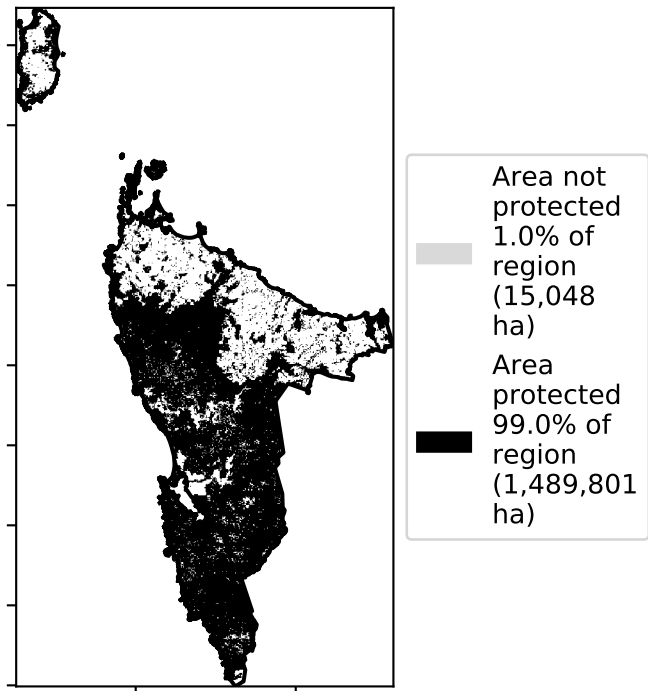 Area not
protected
1.0% of
region
(15,048
ha)
Area
protected
99.0% of
region
(1,489,801
ha)